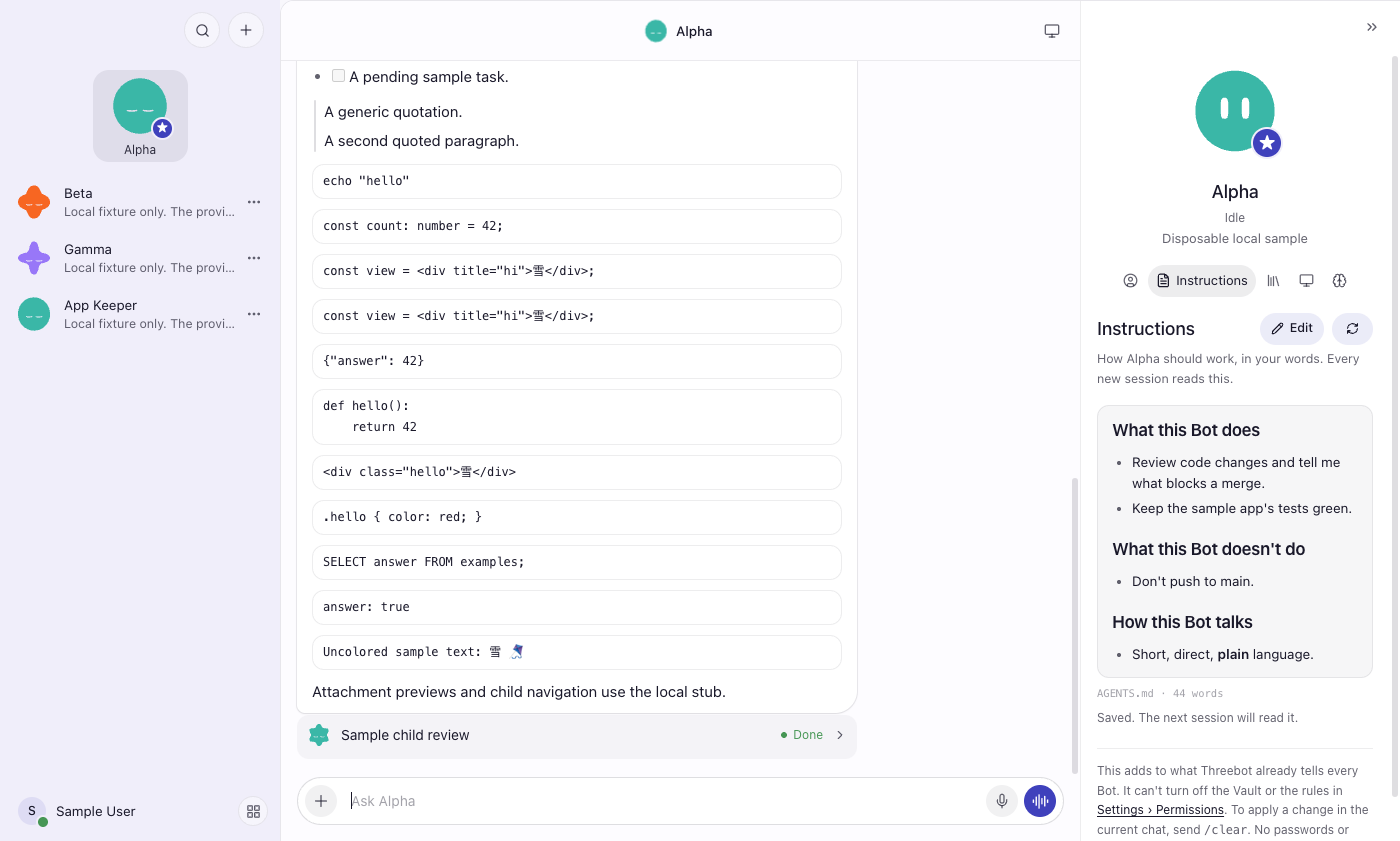 Alpha
Beta
Local fixture only. The provi...
Gamma
Local fixture only. The provi...
App Keeper
Local fixture only. The provi...
S
Sample User
Alpha
A pending sample task.
A generic quotation.
A second quoted paragraph.
echo "hello"
const count: number = 42;
const view = <div title="hi">雪</div>;
const view = <div title="hi">雪</div>;
{"answer": 42}
def hello():
    return 42
<div class="hello">雪</div>
.hello { color: red; }
SELECT answer FROM examples;
answer: true
Uncolored sample text: 雪 🪁
Attachment previews and child navigation use the local stub.
Sample child review
Done
Ask Alpha
Alpha
Idle
Disposable local sample
Instructions
Instructions
Edit
How Alpha should work, in your words. Every
new session reads this.
What this Bot does
Review code changes and tell me
what blocks a merge.
Keep the sample app's tests green.
What this Bot doesn't do
Don't push to main.
How this Bot talks
Short, direct, plain language.
AGENTS.md · 44 words
Saved. The next session will read it.
This adds to what Threebot already tells every
Bot. It can't turn off the Vault or the rules in
Settings › Permissions. To apply a change in the
current chat, send /clear. No passwords or